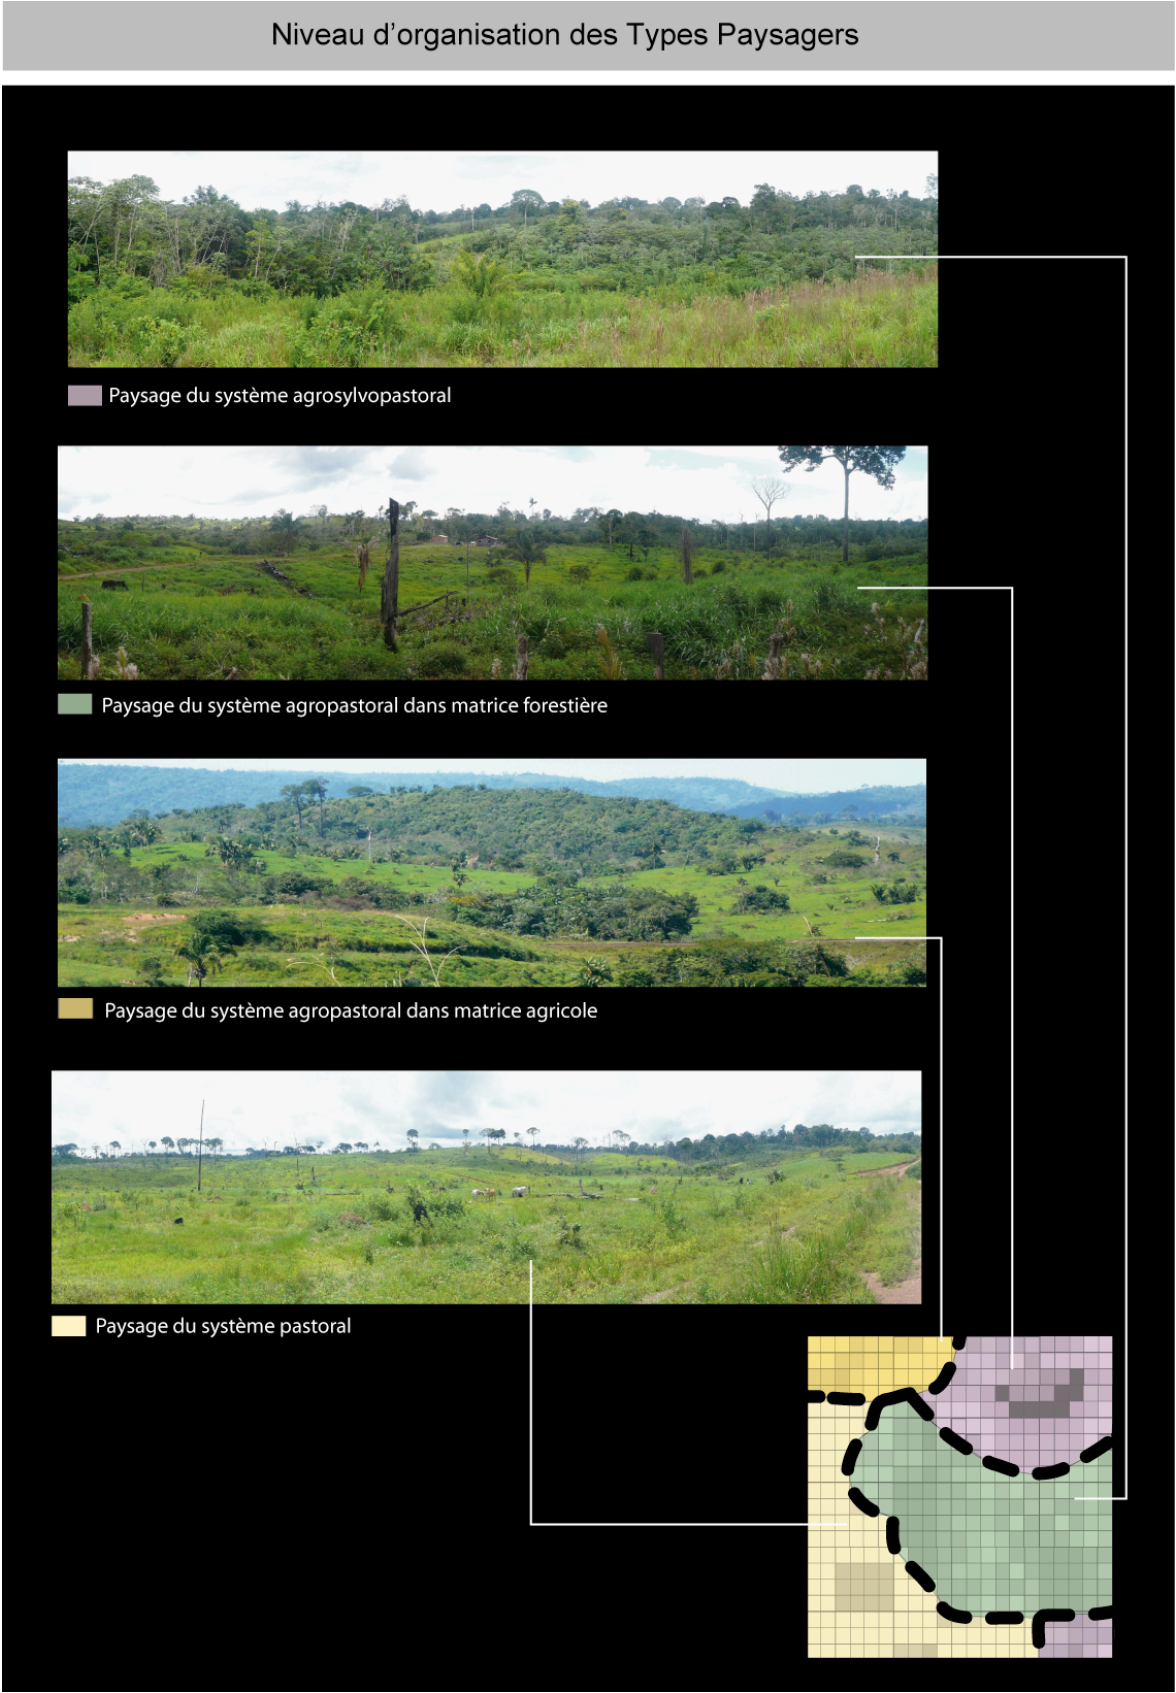 Niveau d’organisation des Types Paysagers
Paysage du système agrosylvopastoral
Paysage du système agropastoral dans matrice forestière
Paysage du système agropastoral dans matrice agricole
Paysage du système pastoral